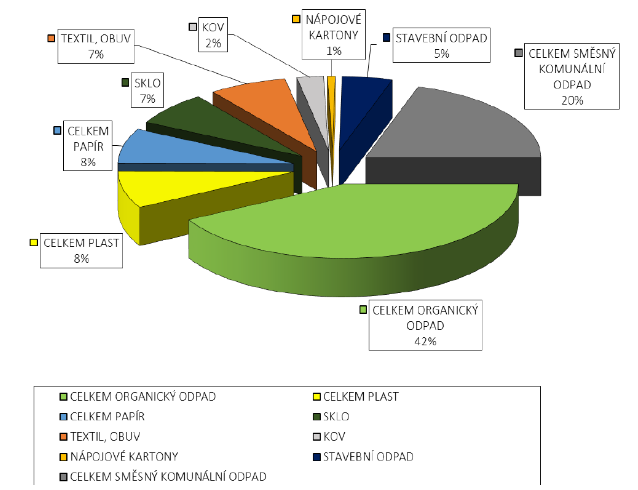 KOV
2%
NÁPOJOVÉ
KARTONY
1%
TEXTIL, OBUV
7%
STAVEBNÍ ODPAD
5%
CELKEM SMĚSNÝ
KOMUNÁLNÍ
ODPAD
20%
SKLO
7%
CELKEM
PAPÍR
8%
CELKEM PLAST
8%
CELKEM ORGANICKÝ
ODPAD
42%
CELKEM ORGANICKÝ ODPAD
CELKEM PLAST
CELKEM PAPÍR
SKLO
TEXTIL, OBUV
KOV
NÁPOJOVÉ KARTONY
STAVEBNÍ ODPAD
CELKEM SMĚSNÝ KOMUNÁLNÍ ODPAD